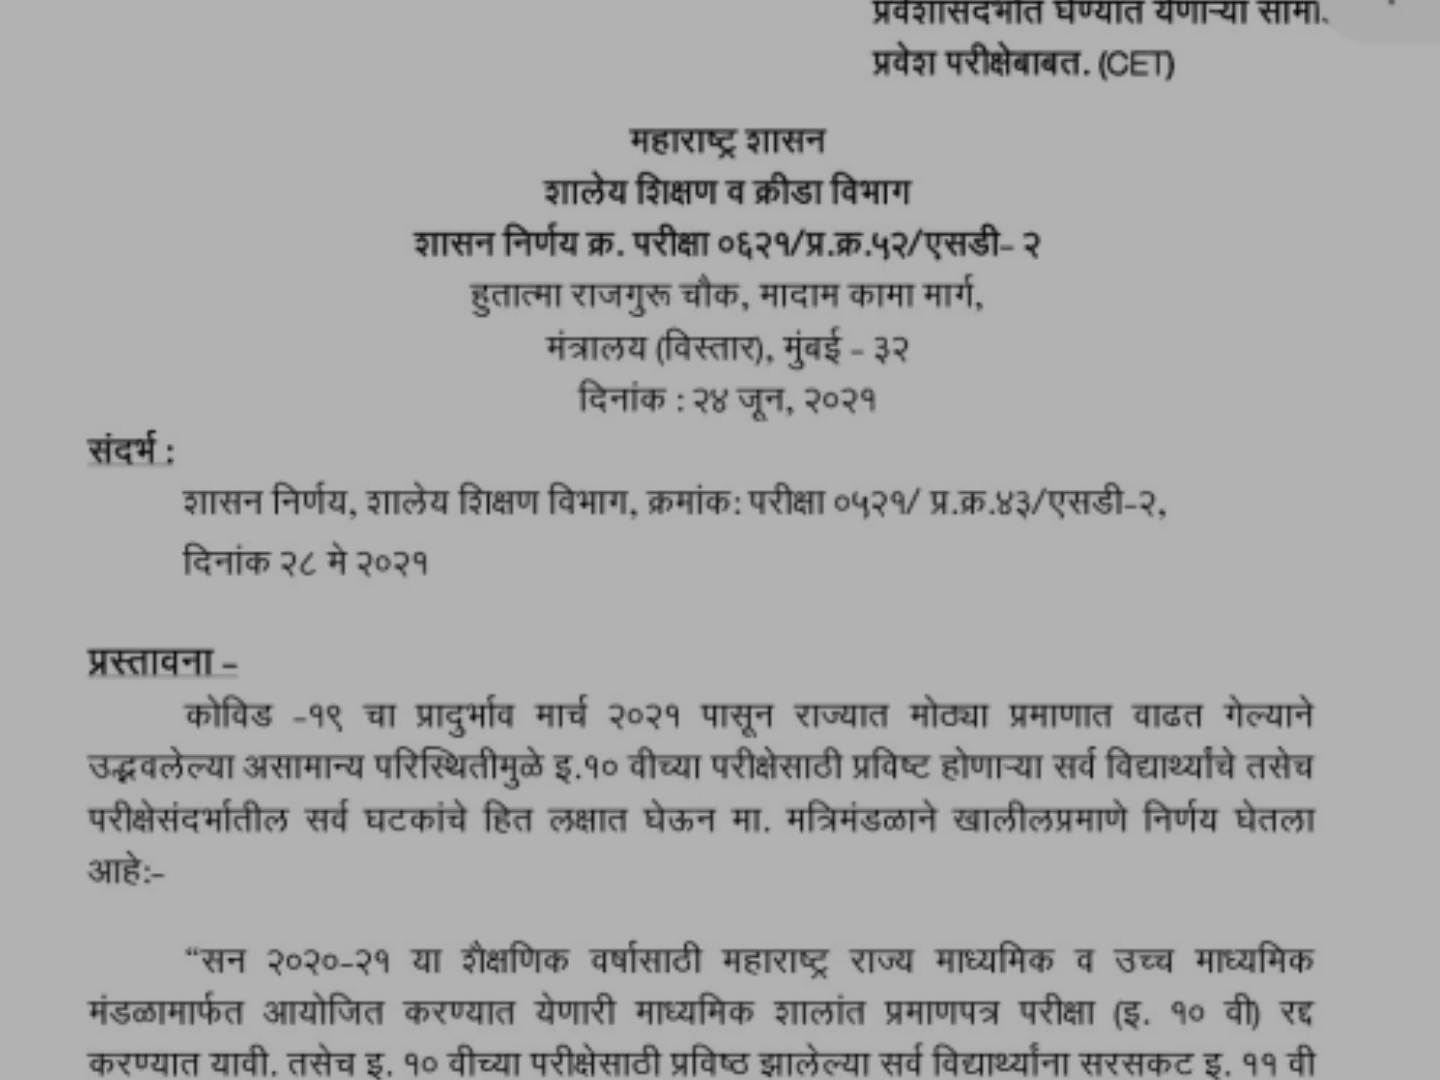 प्रवेशासंदर्भात घेण्यात येणाऱ्या
प्रवेश परीक्षेबाबत. (CET)
महाराष्ट्र शासन
शालेय शिक्षण व क्रीडा विभाग
शासन निर्णय क्र. परीक्षा ०६२१/प्र.क्र.५२/एसडी- २
हुतात्मा राजगुरू चौक, मादाम कामा मार्ग,
मंत्रालय (विस्तार), मुंबई - ३२
दिनांक : २४ जून, २०२१
संदर्भ :
शासन निर्णय, शालेय शिक्षण विभाग, क्रमांक: परीक्षा ०५२१/ प्र.क्र.४३/एसडी-२,
दिनांक २८ मे २०२१
प्रस्तावना -
कोविड -१९ चा प्रादुर्भाव मार्च २०२१ पासून राज्यात मोठ्या प्रमाणात वाढत गेल्याने
उद्भवलेल्या असामान्य परिस्थितीमुळे इ.१० वीच्या परीक्षेसाठी प्रविष्ट होणाऱ्या सर्व विद्यार्थ्यांचे तसेच
परीक्षेसंदर्भातील सर्व घटकांचे हित लक्षात घेऊन मा. मत्रिमंडळाने खालीलप्रमाणे निर्णय घेतला
आहे:-
“सन २०२०-२१ या शैक्षणिक वर्षासाठी महाराष्ट्र राज्य माध्यमिक व उच्च माध्यमिक
मंडळामार्फत आयोजित करण्यात येणारी माध्यमिक शालांत प्रमाणपत्र परीक्षा (इ. १० वी) रद्द
करण्यात यावी. तसेच इ. १० वीच्या परीक्षेसाठी प्रविष्ठ झालेल्या सर्व विद्यार्थ्यांना सरसकट इ. ११ वी